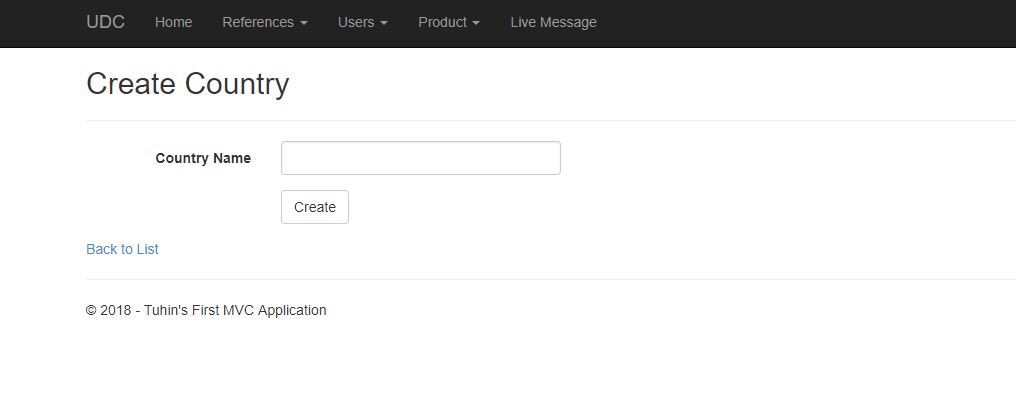 UDC Home References Users Product Live Message
Create Country
Country Name
Create
Back to List
© 2018 - Tuhin's First MVC Application